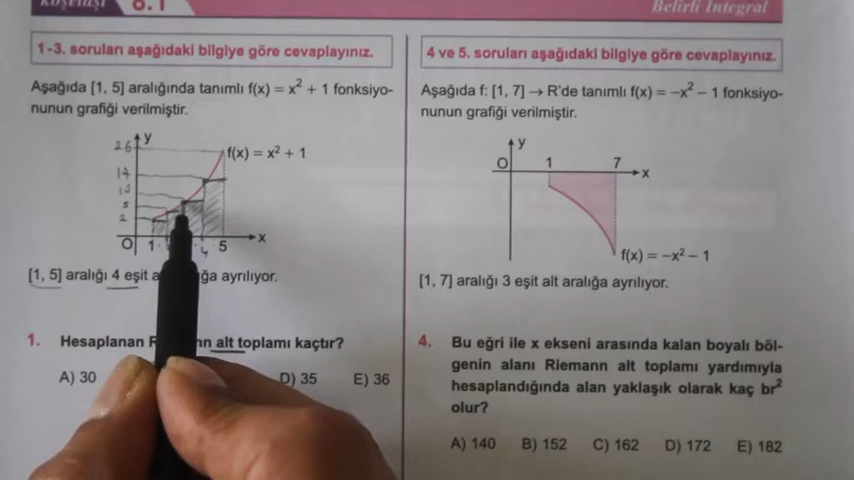 Köşetaşı 6.1
Belirli İntegral
1-3. soruları aşağıdaki bilgiye göre cevaplayınız.
Aşağıda [1, 5] aralığında tanımlı f(x) = x² + 1 fonksiyo-
nunun grafiği verilmiştir.
y
26
f(x) = x² + 1
17
10
5
2
O 1 4 5 x
[1, 5] aralığı 4 eşit a ğa ayrılıyor.
1. Hesaplanan R nn alt toplamı kaçtır?
A) 30 D) 35 E) 36
4 ve 5. soruları aşağıdaki bilgiye göre cevaplayınız.
Aşağıda f: [1, 7] → R'de tanımlı f(x) = –x² – 1 fonksiyo-
nunun grafiği verilmiştir.
y
O 1 7 x
f(x) = –x² – 1
[1, 7] aralığı 3 eşit alt aralığa ayrılıyor.
4. Bu eğri ile x ekseni arasında kalan boyalı böl-
genin alanı Riemann alt toplamı yardımıyla
hesaplandığında alan yaklaşık olarak kaç br²
olur?
A) 140 B) 152 C) 162 D) 172 E) 182